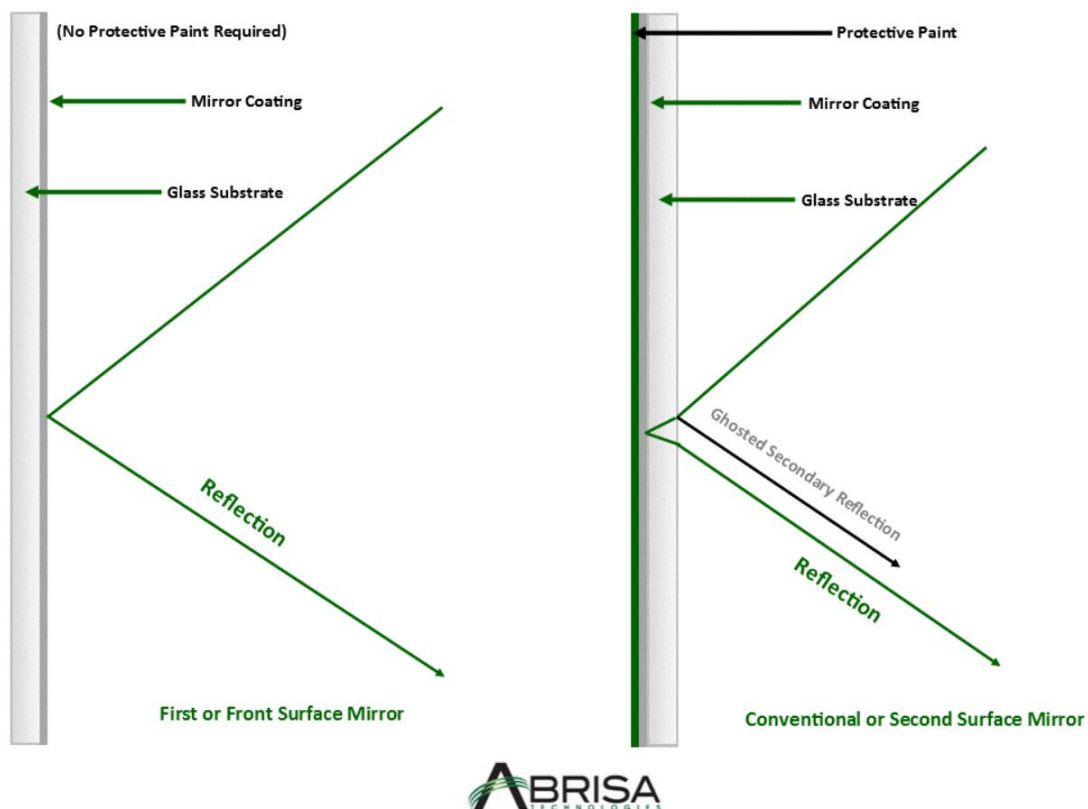 (No Protective Paint Required)
Mirror Coating
Glass Substrate
Reflection
First or Front Surface Mirror
Protective Paint
Mirror Coating
Glass Substrate
Ghosted Secondary Reflection
Reflection
Conventional or Second Surface Mirror
ABRISA
TECHNOLOGIES